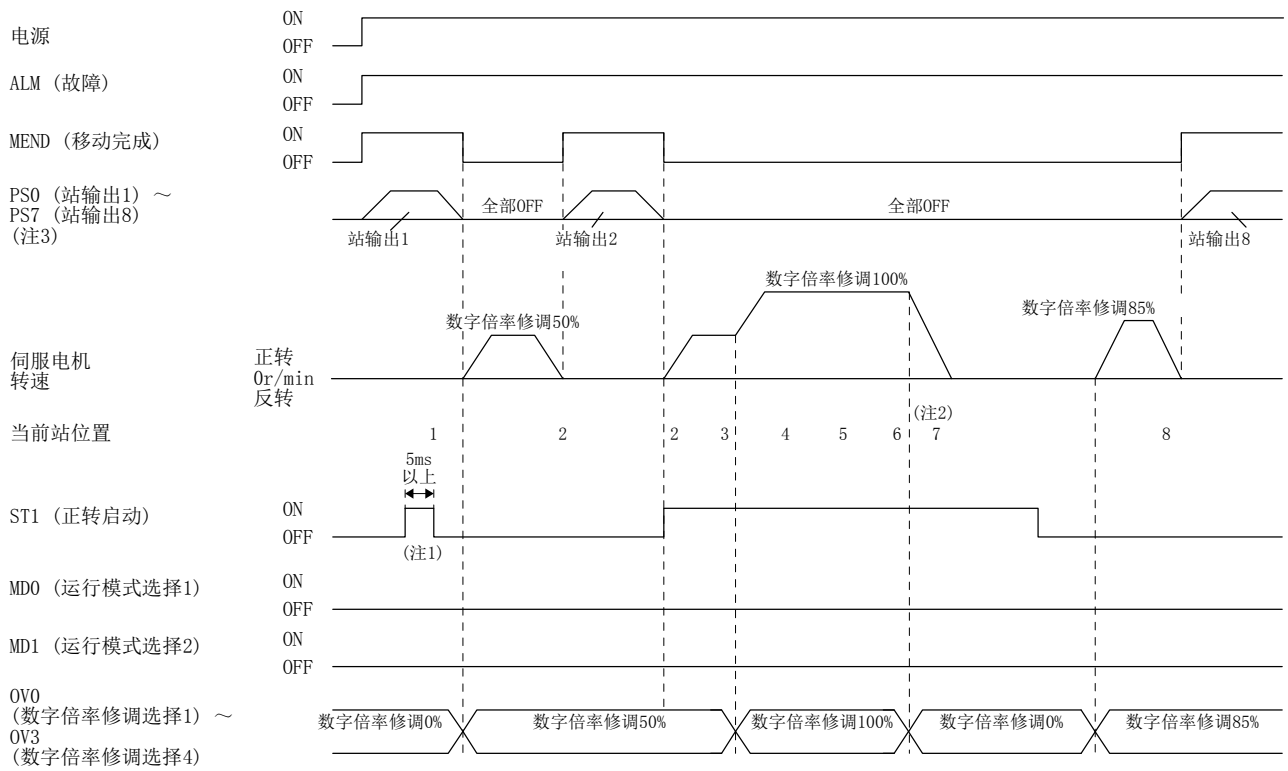 电源
ON
OFF
ALM (故障)
ON
OFF
MEND (移动完成)
ON
OFF
PS0 (站输出1) ～
PS7 (站输出8)
(注3)
全部OFF
全部OFF
站输出1
站输出2
站输出8
数字倍率修调100%
数字倍率修调50%
数字倍率修调85%
伺服电机
转速
正转
0r/min
反转
(注2)
当前站位置
1 2 2 3 4 5 6 7 8
5ms
以上
ST1 (正转启动)
ON
OFF
(注1)
MD0 (运行模式选择1)
ON
OFF
MD1 (运行模式选择2)
ON
OFF
OV0
(数字倍率修调选择1) ～
OV3
(数字倍率修调选择4)
数字倍率修调0% 数字倍率修调50% 数字倍率修调100% 数字倍率修调0% 数字倍率修调85%